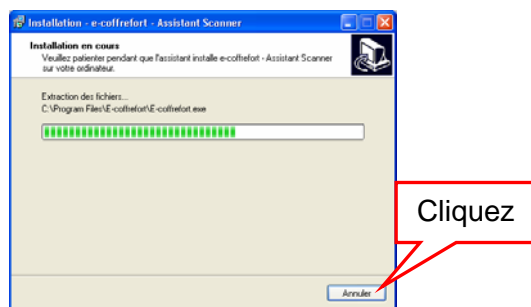 Installation - e-coffrefort - Assistant Scanner
Installation en cours
Veuillez patienter pendant que l'assistant installe e-coffrefort - Assistant Scanner
sur votre ordinateur.
Extraction des fichiers...
C:\Program Files\E-coffrefort\E-coffrefort.exe
Cliquez
Annuler